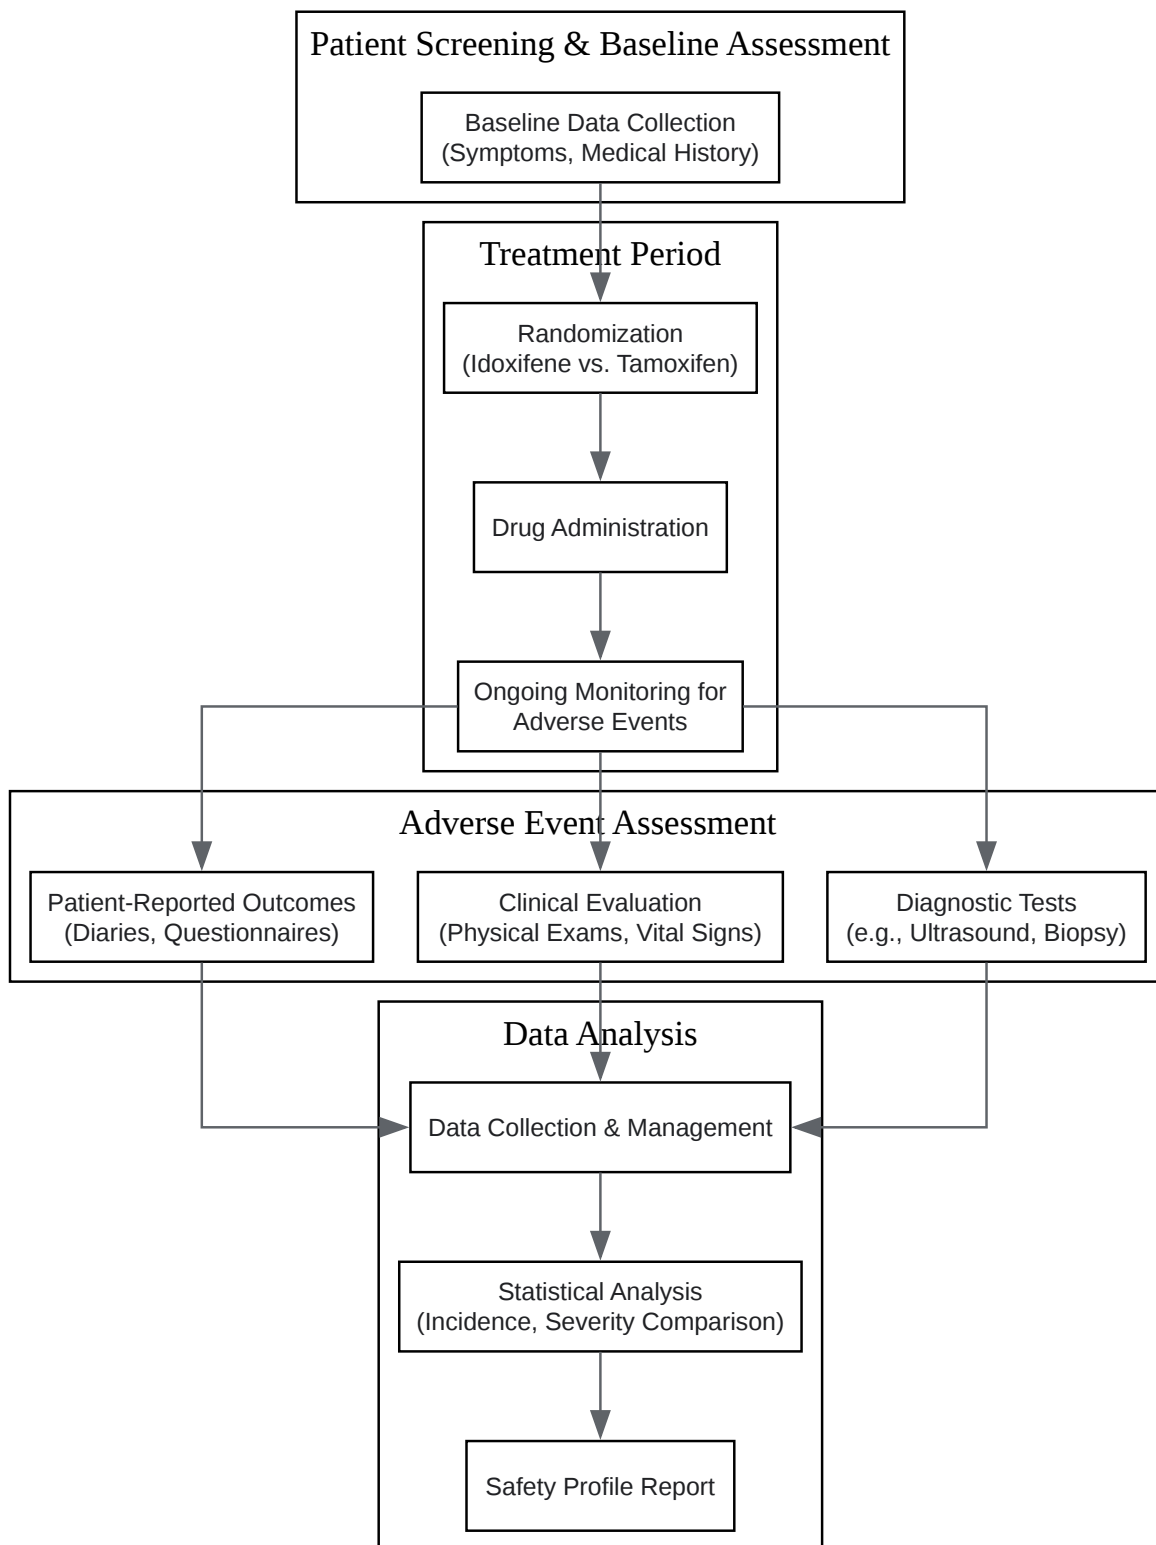 Patient Screening & Baseline Assessment
Baseline Data Collection
(Symptoms, Medical History)
Treatment Period
Randomization
(Idoxifene vs. Tamoxifen)
Drug Administration
Ongoing Monitoring for
Adverse Events
Adverse Event Assessment
Patient-Reported Outcomes
(Diaries, Questionnaires)
Clinical Evaluation
(Physical Exams, Vital Signs)
Diagnostic Tests
(e.g., Ultrasound, Biopsy)
Data Analysis
Data Collection & Management
Statistical Analysis
(Incidence, Severity Comparison)
Safety Profile Report